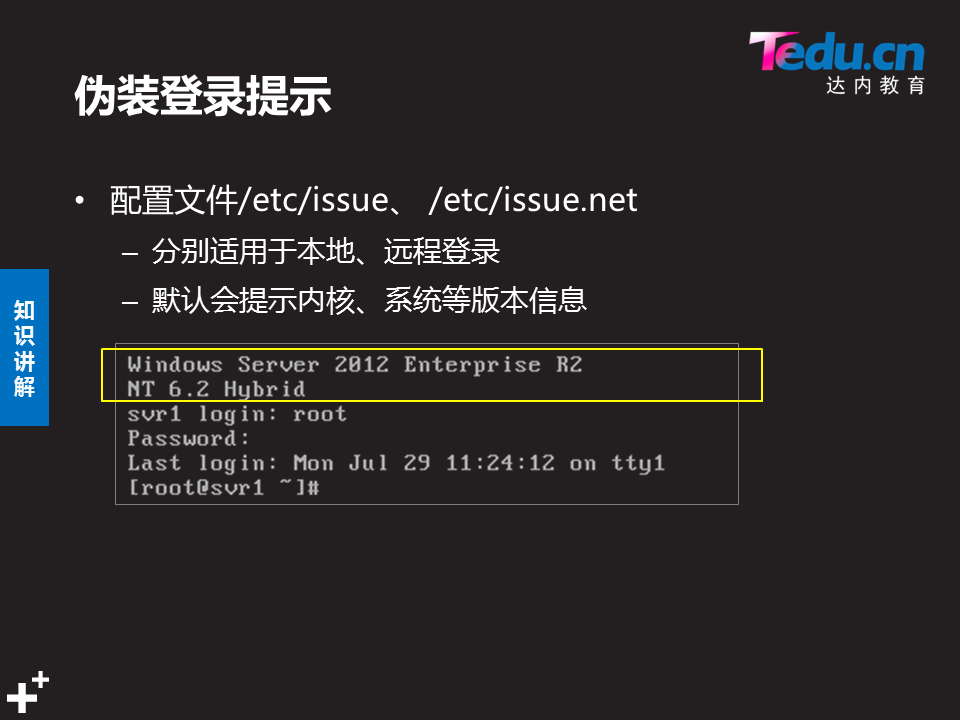 Tedu.cn
达内教育
伪装登录提示
• 配置文件/etc/issue、 /etc/issue.net
– 分别适用于本地、远程登录
– 默认会提示内核、系统等版本信息
知识讲解
Windows Server 2012 Enterprise R2
NT 6.2 Hybrid
svr1 login: root
Password:
Last login: Mon Jul 29 11:24:12 on tty1
[root@svr1 ~]#